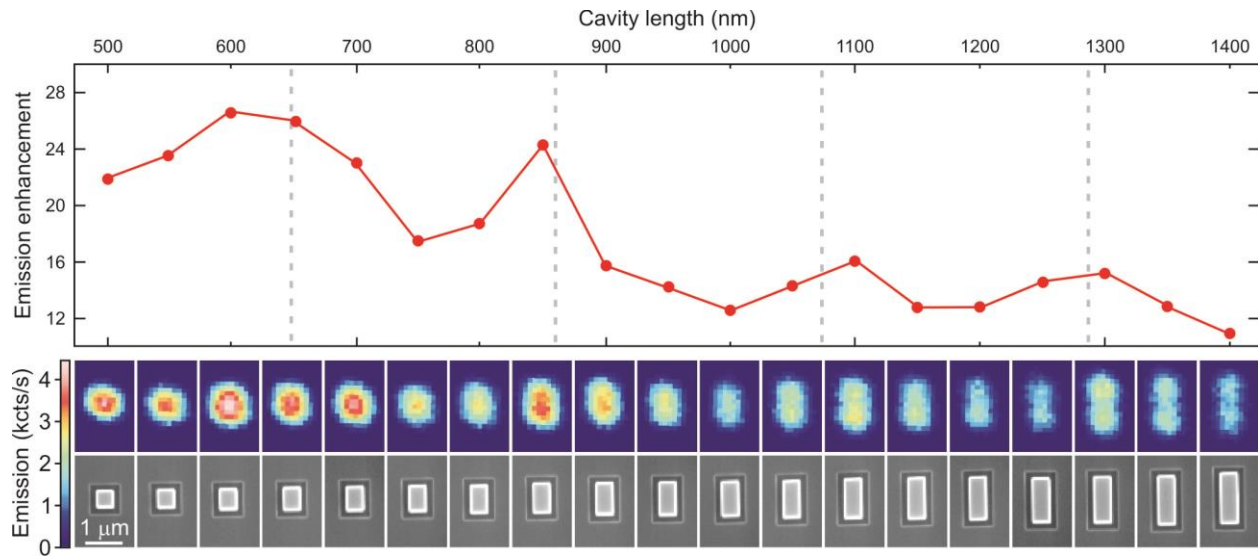 Cavity length (nm)
500 600 700 800 900 1000 1100 1200 1300 1400
Emission enhancement
28
24
20
16
12
Emission (kcts/s)
4
3
2
1
0
1 μm